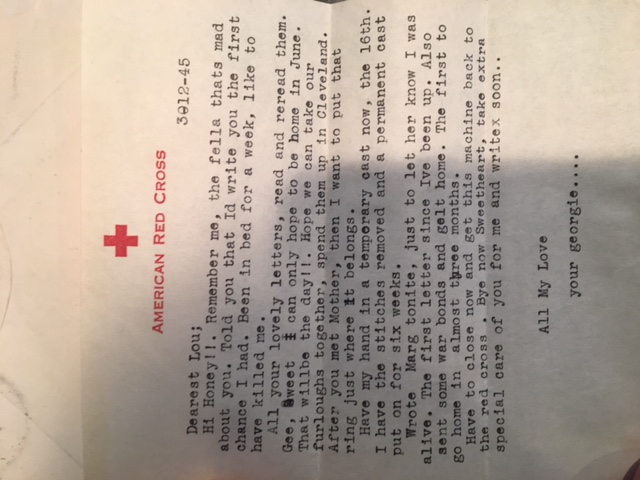 AMERICAN RED CROSS
3012-45
Dearest Lou;
Hi Honey!!. Remember me, the fella thats mad
about you. Told you that Id write you the first
chance I had. Been in bed for a week, like to
have killed me.
All your lovely letters, read and reread them.
Gee, sweet I can only hope to be home in June.
That willbe the day!!. Hope we can take our
furloughs together, spend them up in Cleveland.
After you met Mother, then I want to put that
ring just where it belongs.
Have my hand in a temporary cast now, the 16th.
I have the stitches removed and a permanent cast
put on for six weeks.
Wrote Marg tonite, just to let her know I was
alive. The first letter since Ive been up. Also
sent some war bonds and gelt home. The first to
go home in almost three months.
Have to close now and get this machine back to
the red cross . Bye now Sweetheart, take extra
special care of you for me and writex soon..
All My Love
your georgie....